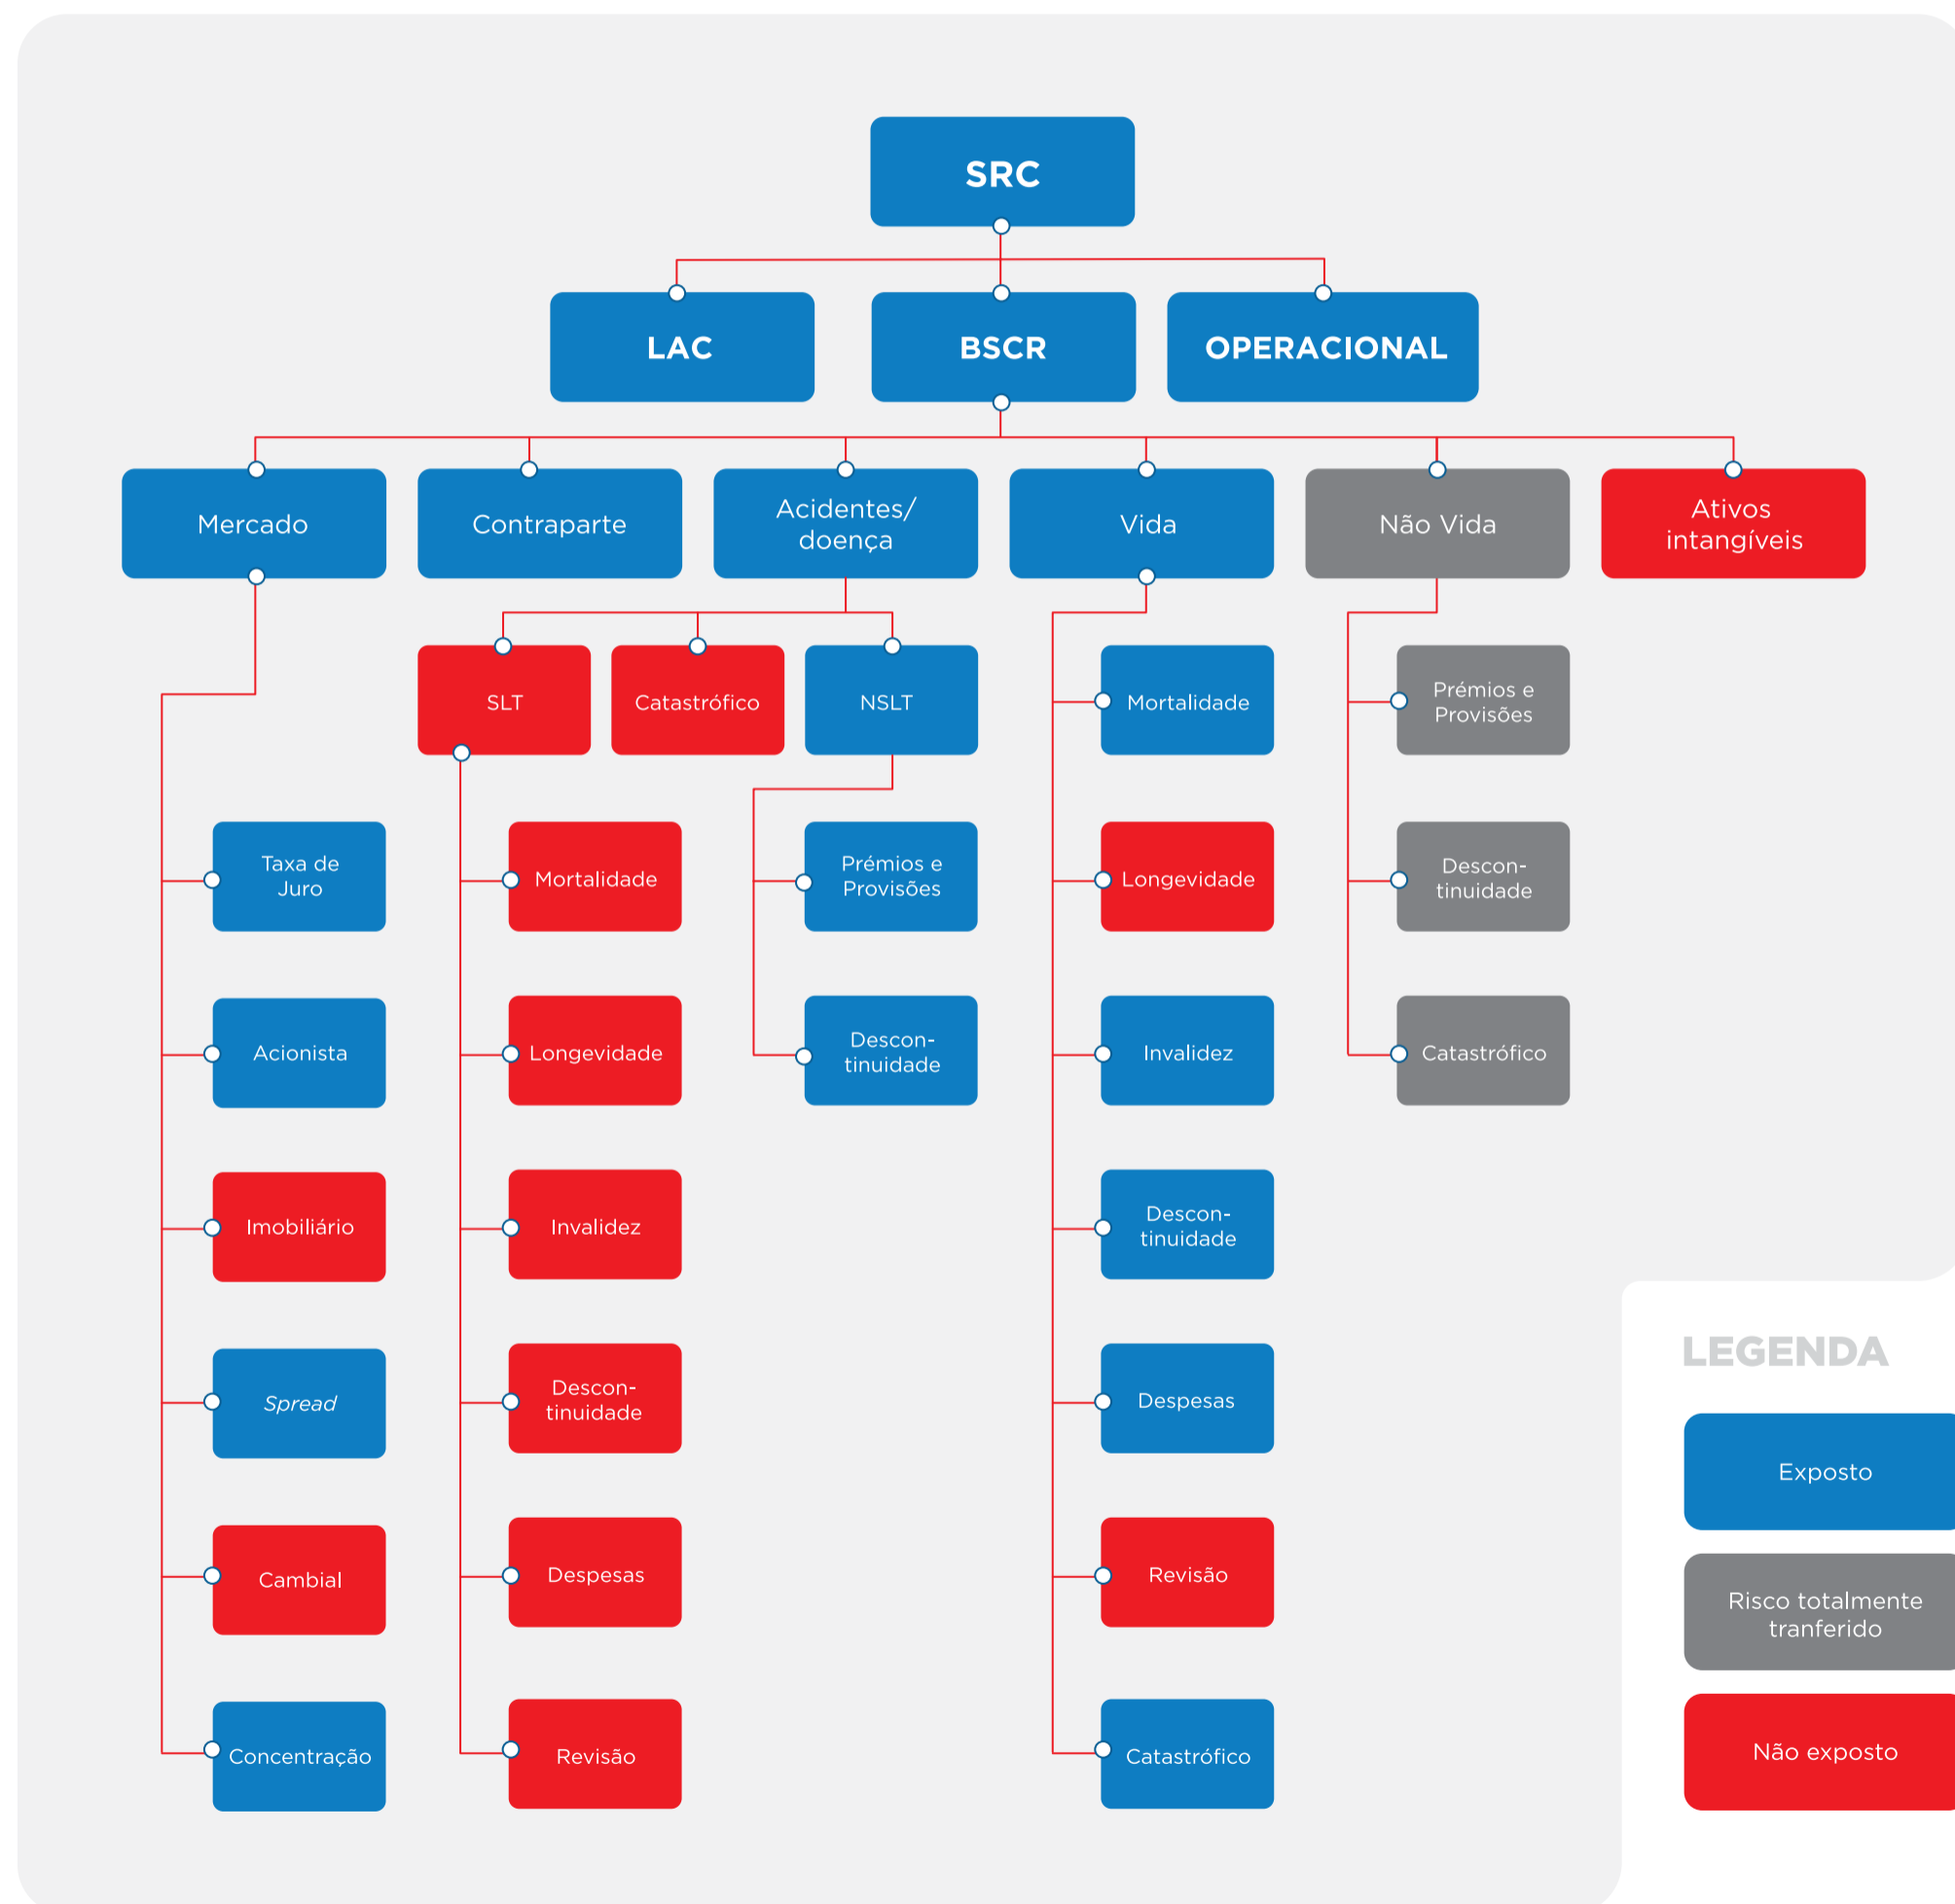 SRC
LAC
BSCR
OPERACIONAL
Mercado
Contraparte
Acidentes/
doença
Vida
Não Vida
Ativos
intangíveis
SLT
Catastrófico
NSLT
Mortalidade
Prémios e
Provisões
Taxa de
Juro
Mortalidade
Prémios e
Provisões
Longevidade
Descon-
tinuidade
Acionista
Longevidade
Descon-
tinuidade
Invalidez
Catastrófico
Imobiliário
Invalidez
Descon-
tinuidade
Spread
Descon-
tinuidade
Despesas
Cambial
Despesas
Revisão
Concentração
Revisão
Catastrófico
LEGENDA
Exposto
Risco totalmente
tranferido
Não exposto